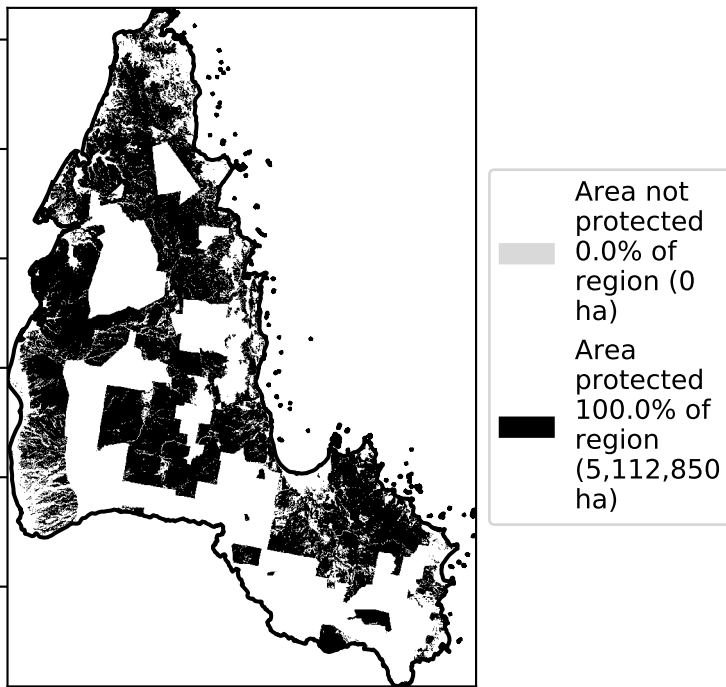 Area not
protected
0.0% of
region (0
ha)
Area
protected
100.0% of
region
(5,112,850
ha)